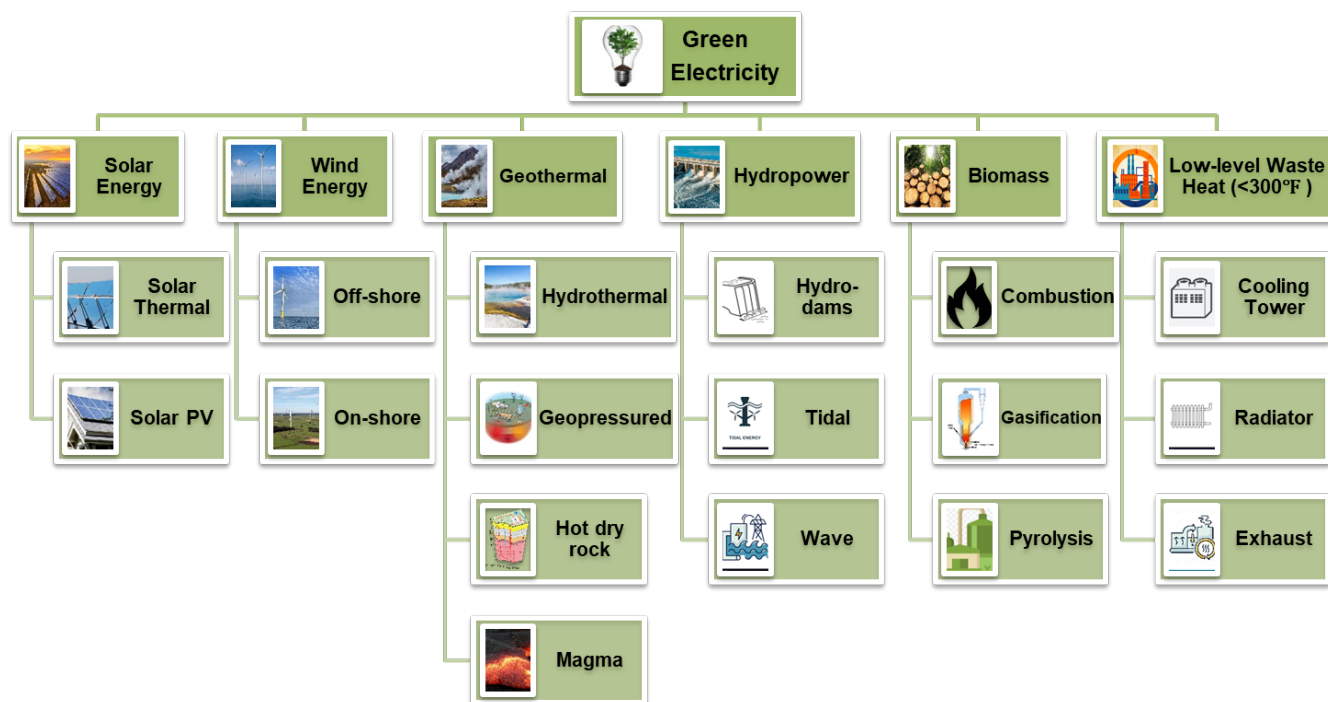 Green
Electricity
Solar
Energy
Wind
Energy
Geothermal
Hydropower
Biomass
Low-level Waste
Heat (<300°F )
Solar
Thermal
Off-shore
Hydrothermal
Hydro-
dams
Combustion
Cooling
Tower
Solar PV
On-shore
Geopressured
Tidal
TIDAL ENERGY
Gasification
Radiator
Hot dry
rock
Wave
Pyrolysis
Exhaust
Magma